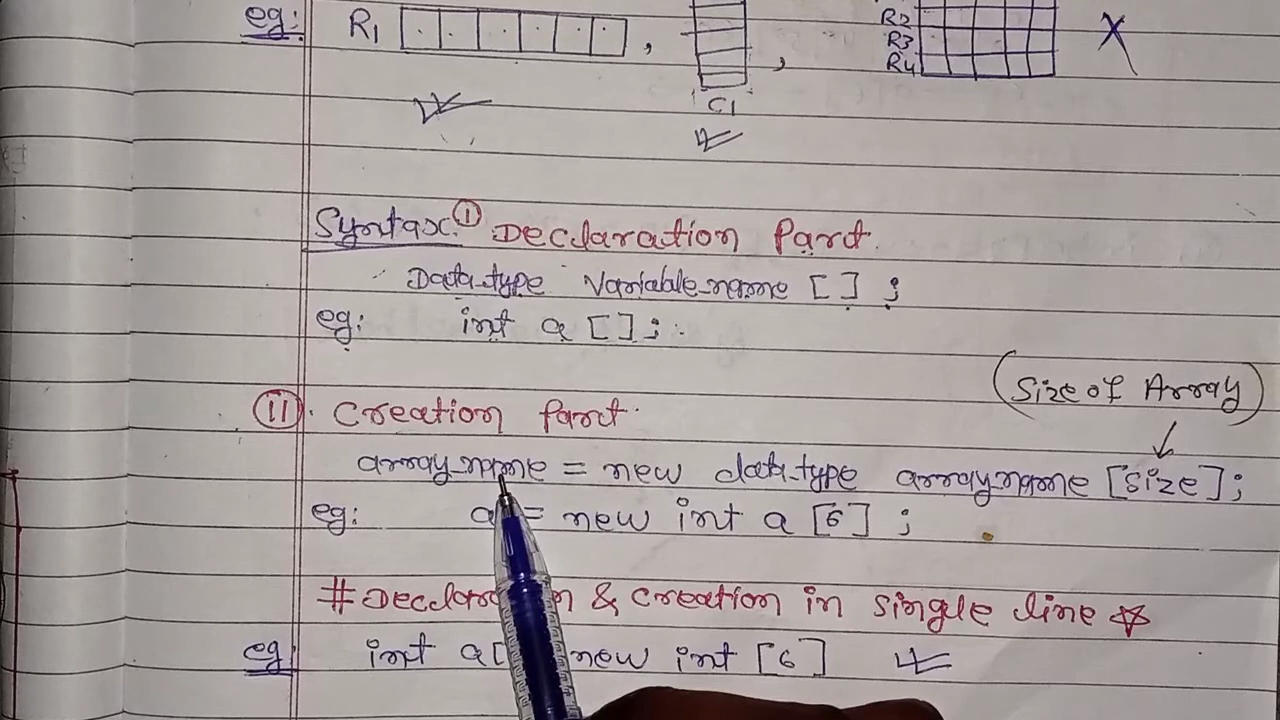 eg: R1 , , R2
R3
R4
C1
Syntax: ① Declaration Part.
Data-type Variable-name [ ] ;
eg: int a [ ] ;
(Size of Array)
(ii). Creation Part.
array-name = new data-type array-name [size];
eg: a = new int a [6] ;
# & Creation in single line ☆
eg: int a[ new int [6]